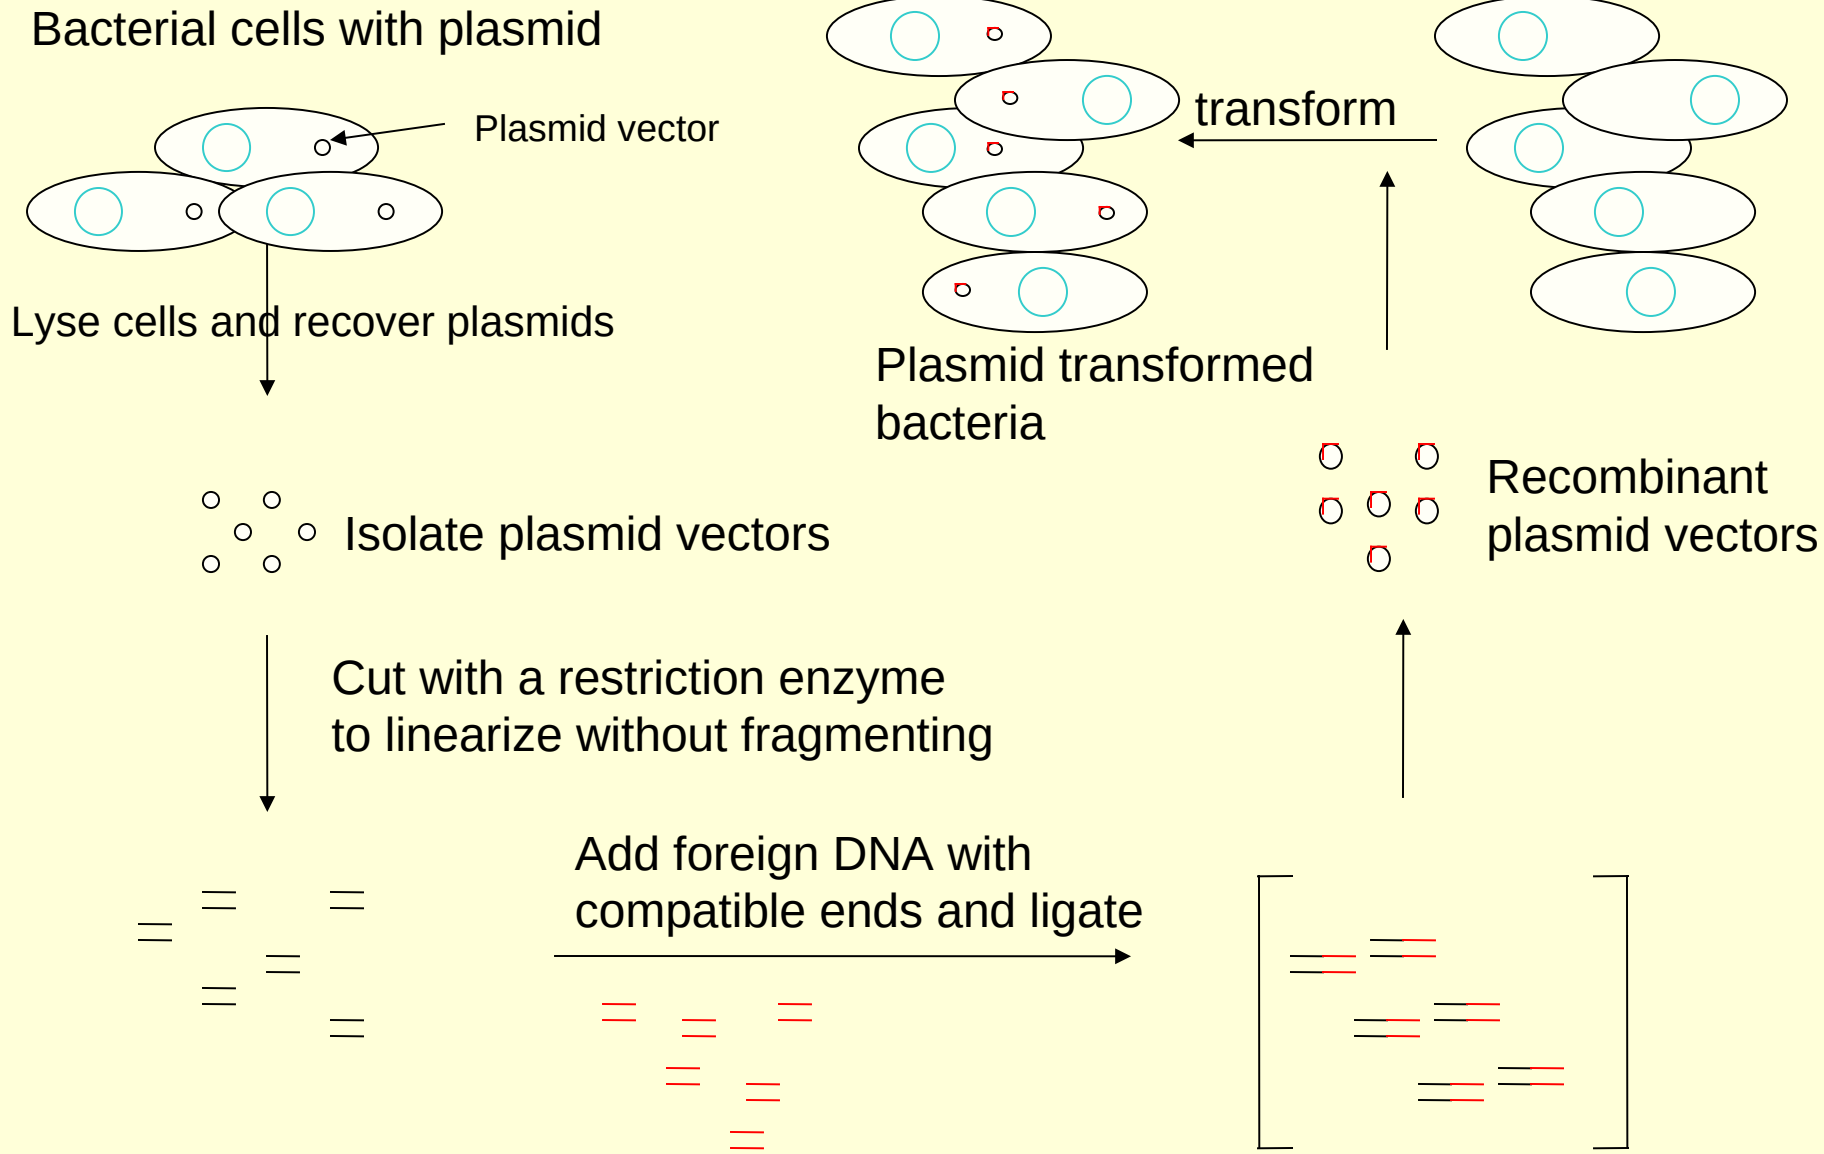 Bacterial cells with plasmid
Plasmid vector
Lyse cells and recover plasmids
Isolate plasmid vectors
Cut with a restriction enzyme
to linearize without fragmenting
Add foreign DNA with
compatible ends and ligate
Recombinant
plasmid vectors
transform
Plasmid transformed
bacteria